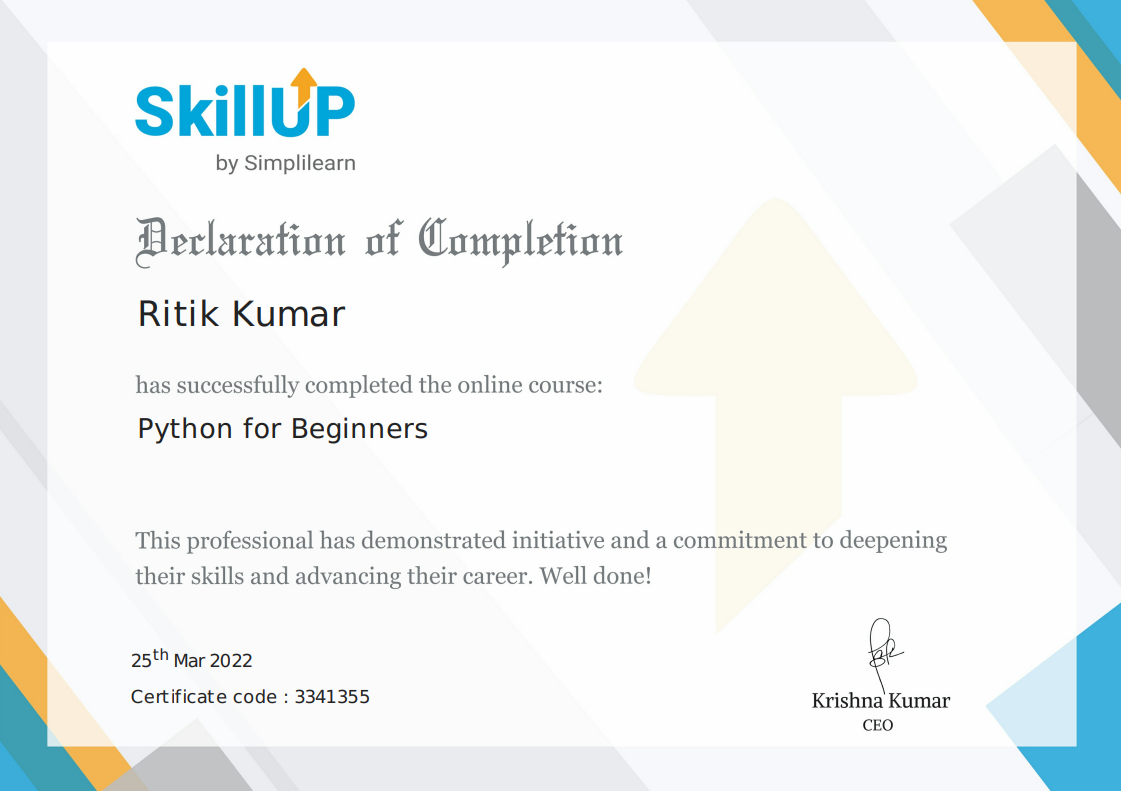 SkillUP
by Simplilearn
Declaration of Completion
Ritik Kumar
has successfully completed the online course:
Python for Beginners
This professional has demonstrated initiative and a commitment to deepening
their skills and advancing their career. Well done!
25th Mar 2022
Certificate code : 3341355
Krishna Kumar
CEO